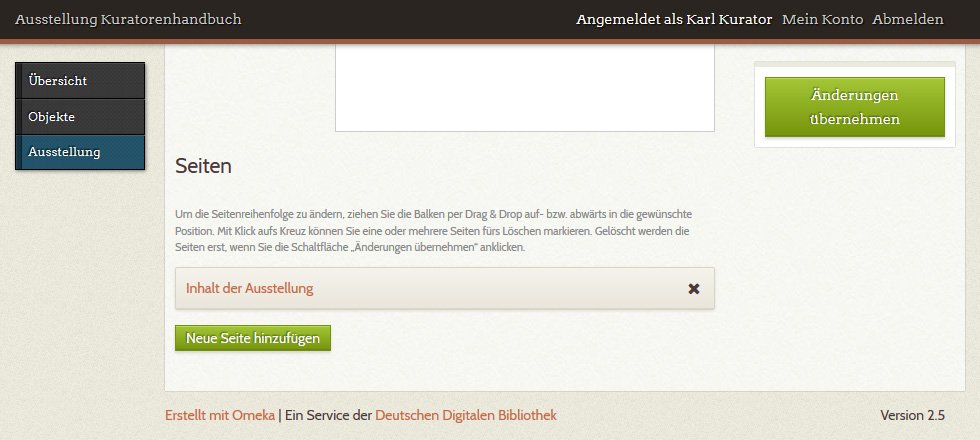 Ausstellung Kuratorenhandbuch
Angemeldet als Karl Kurator Mein Konto Abmelden
Übersicht
Objekte
Ausstellung
Änderungen
übernehmen
Seiten
Um die Seitenreihenfolge zu ändern, ziehen Sie die Balken per Drag & Drop auf- bzw. abwärts in die gewünschte
Position. Mit Klick aufs Kreuz können Sie eine oder mehrere Seiten fürs Löschen markieren. Gelöscht werden die
Seiten erst, wenn Sie die Schaltfläche „Änderungen übernehmen" anklicken.
Inhalt der Ausstellung
Neue Seite hinzufügen
Erstellt mit Omeka | Ein Service der Deutschen Digitalen Bibliothek
Version 2.5